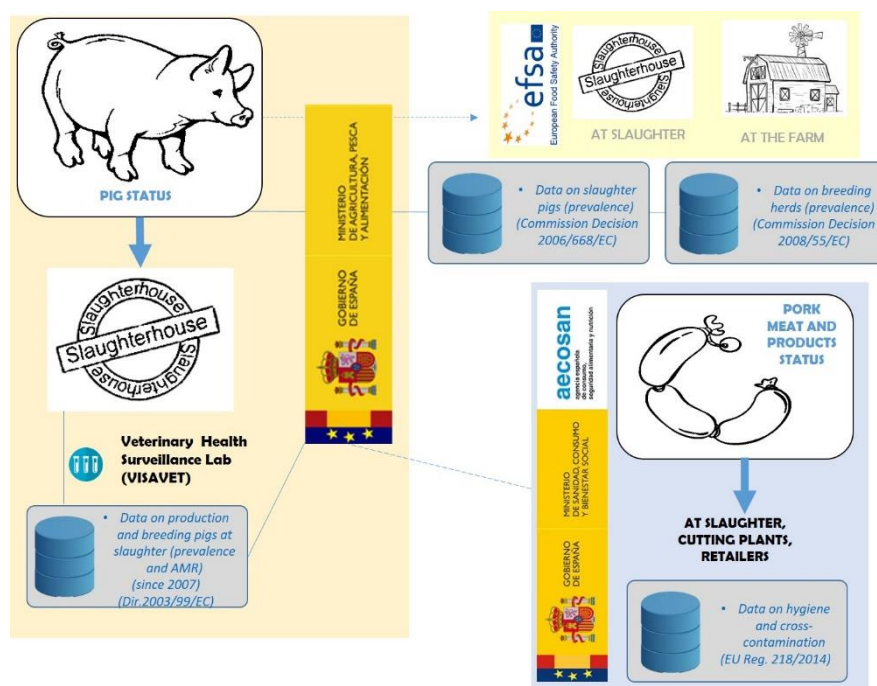 PIG STATUS
Slaughterhouse
Slaughterhouse
Slaughterhouse
Veterinary Health
Surveillance Lab
(VISAVET)
• Data on production
and breeding pigs at
slaughter (prevalence
and AMR)
(since 2007)
(Dir.2003/99/EC)
MINISTERIO
DE AGRICULTURA, PESCA
Y ALIMENTACIÓN
GOBIERNO
DE ESPAÑA
efsa
European Food Safety Authority
Slaughterhouse
Slaughterhouse
Slaughterhouse
AT SLAUGHTER
AT THE FARM
• Data on slaughter
pigs (prevalence)
(Commission Decision
2006/668/EC)
• Data on breeding
herds (prevalence)
(Commission Decision
2008/55/EC)
aecosan
agencia española
de consumo,
seguridad alimentaria y nutrición
MINISTERIO
DE SANIDAD, CONSUMO
Y BIENESTAR SOCIAL
GOBIERNO
DE ESPAÑA
PORK
MEAT AND
PRODUCTS
STATUS
AT SLAUGHTER,
CUTTING PLANTS,
RETAILERS
• Data on hygiene
and cross-
contamination
(EU Reg. 218/2014)